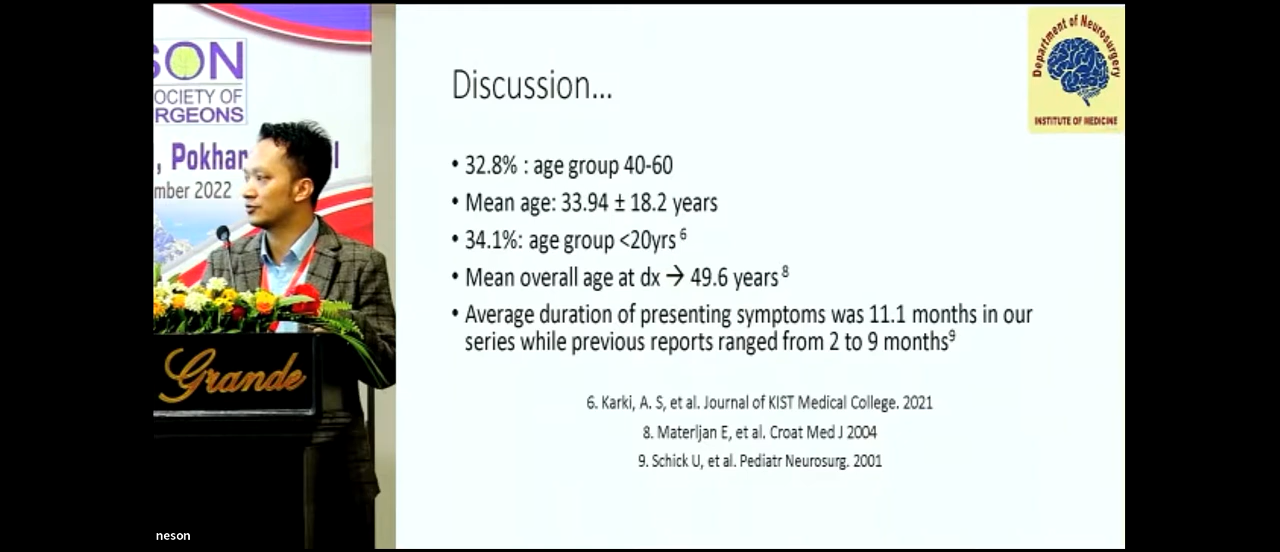 SON
OCIETY OF
RGEONS
, Pokhar
mber 2022
Grande
neson
Discussion...
• 32.8% : age group 40-60
• Mean age: 33.94 ± 18.2 years
• 34.1%: age group <20yrs 6
• Mean overall age at dx → 49.6 years 8
• Average duration of presenting symptoms was 11.1 months in our
series while previous reports ranged from 2 to 9 months9
6. Karki, A. S, et al. Journal of KIST Medical College. 2021
8. Materljan E, et al. Croat Med J 2004
9. Schick U, et al. Pediatr Neurosurg. 2001
Department of Neurosurgery
INSTITUTE OF MEDICINE